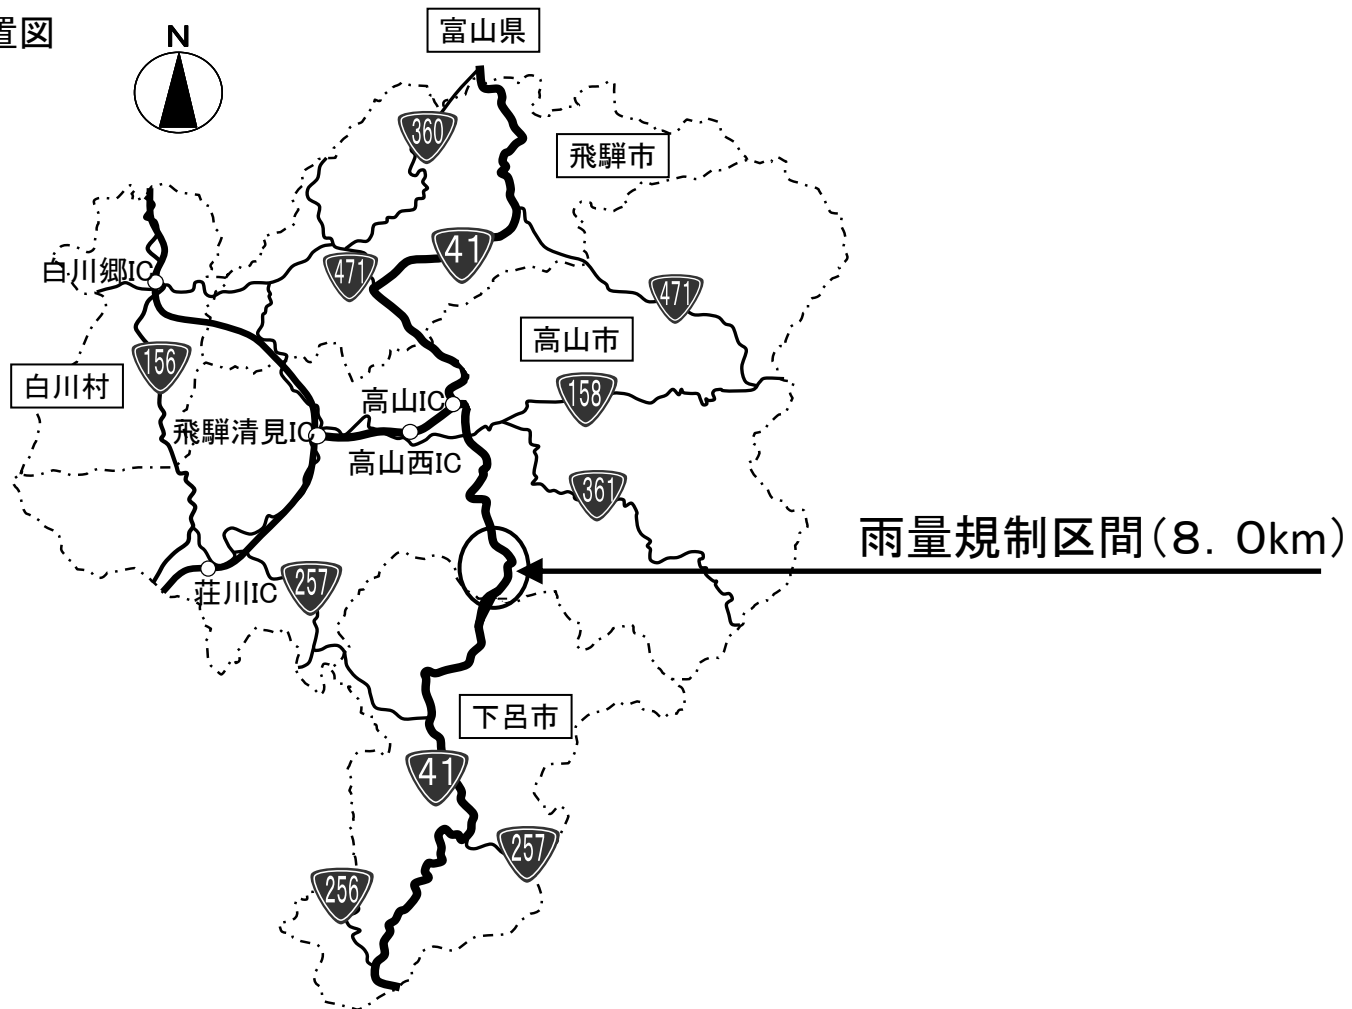 置図
N
富山県
360
飛騨市
41
白川郷IC
471
471
高山市
156
白川村
高山IC
158
飛騨清見IC
高山西IC
361
雨量規制区間(8．0km)
荘川IC
257
下呂市
41
257
256